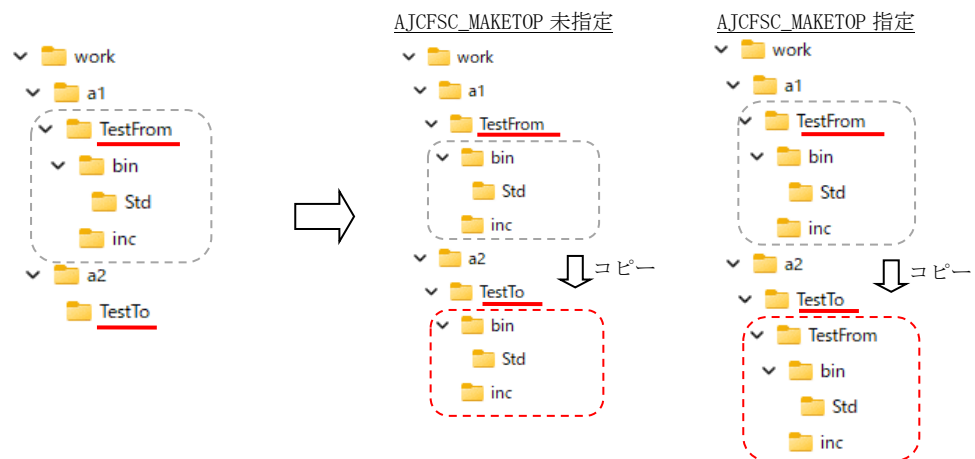 work
a1
TestFrom
bin
Std
inc
a2
TestTo
AJCFSC_MAKETOP 未指定
work
a1
TestFrom
bin
Std
inc
a2
コピー
TestTo
bin
Std
inc
AJCFSC_MAKETOP 指定
work
a1
TestFrom
bin
Std
inc
a2
コピー
TestTo
TestFrom
bin
Std
inc